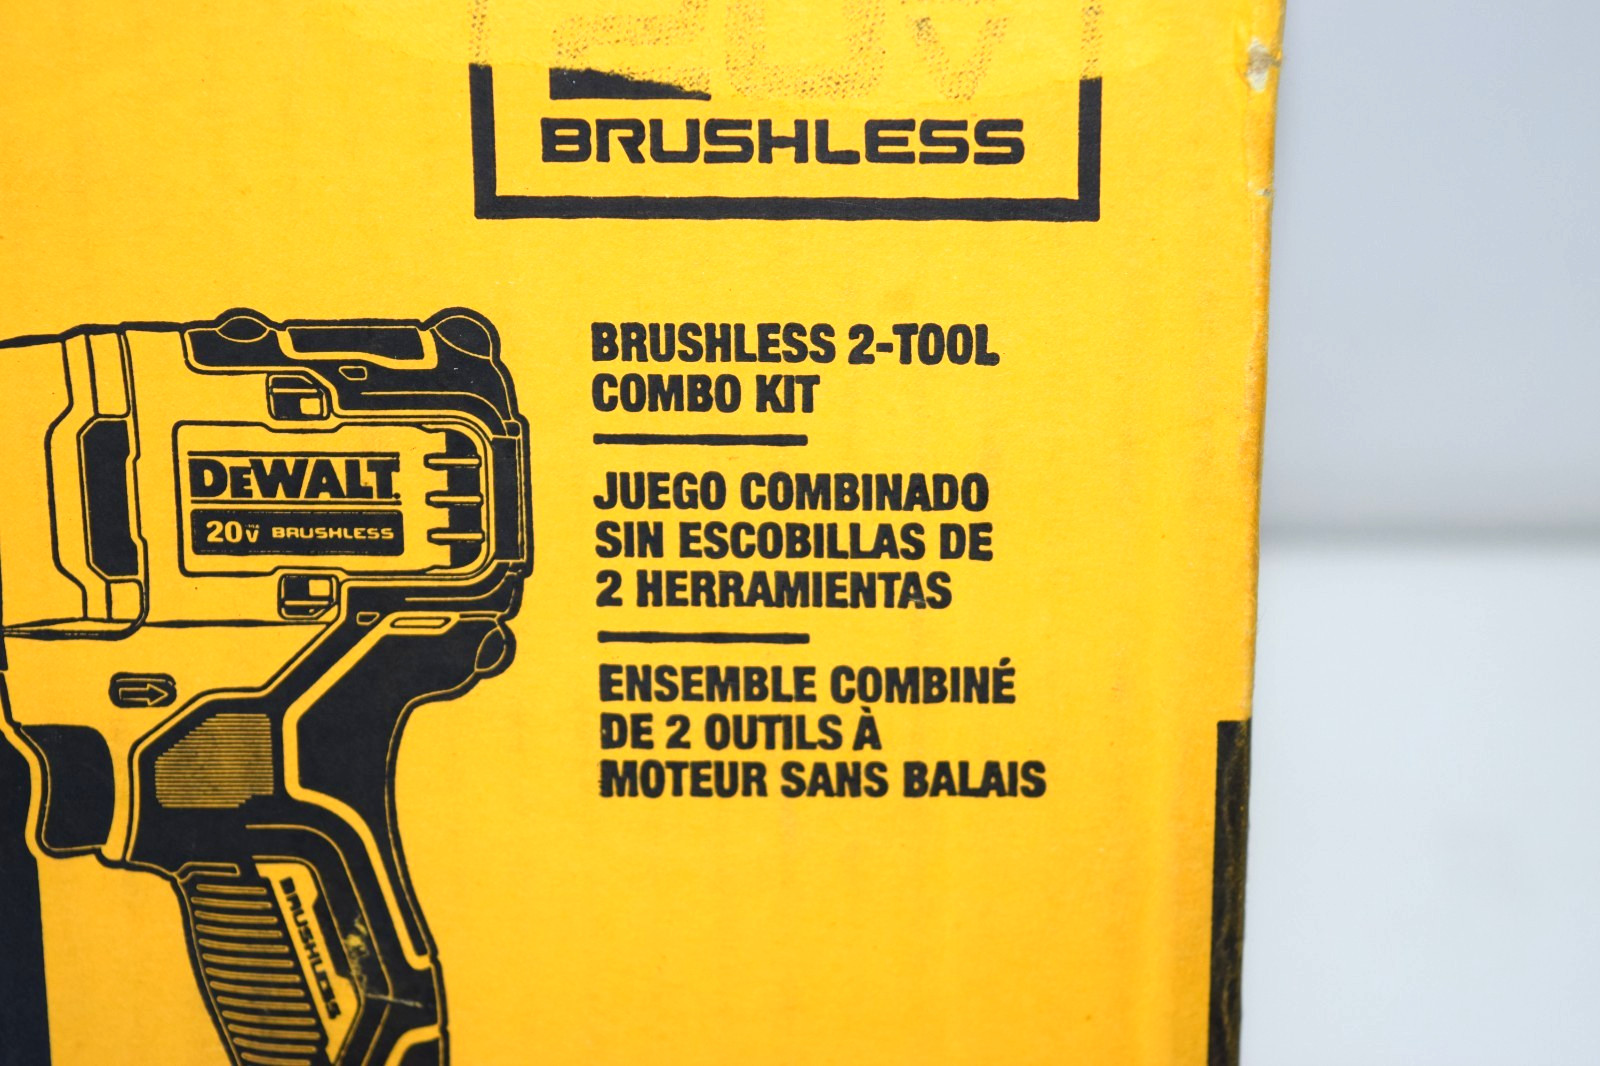 20V
BRUSHLESS
BRUSHLESS 2-TOOL
COMBO KIT
JUEGO COMBINADO
SIN ESCOBILLAS DE
2 HERRAMIENTAS
ENSEMBLE COMBINÉ
DE 2 OUTILS À
MOTEUR SANS BALAIS
DEWALT
20V BRUSHLESS
BRUSHLESS